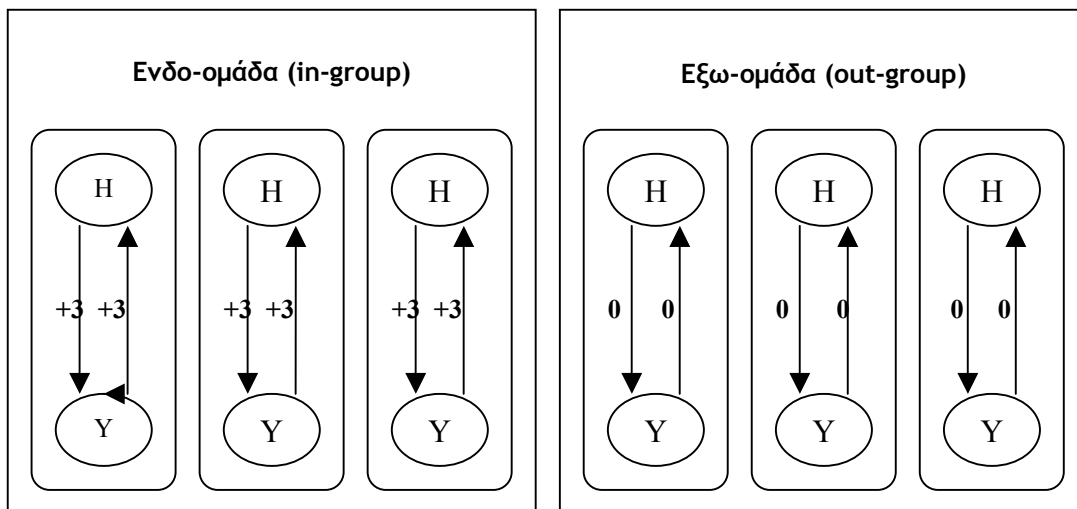 Ενδο-ομάδα (in-group)
H H H
+3 +3 +3 +3 +3 +3
Y Y Y
Εξω-ομάδα (out-group)
H H H
0 0 0 0 0 0
Y Y Y